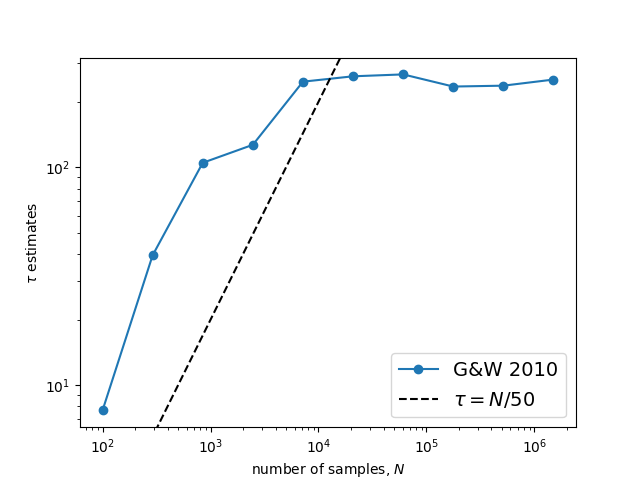 τ estimates
10²
10¹
10² 10³ 10⁴ 10⁵ 10⁶
number of samples, N
G&W 2010
τ = N/50